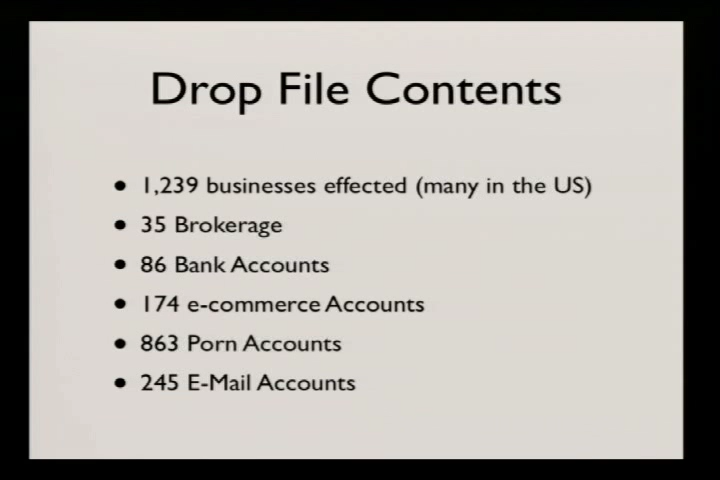 Drop File Contents
• 1,239 businesses effected (many in the US)
• 35 Brokerage
• 86 Bank Accounts
• 174 e-commerce Accounts
• 863 Porn Accounts
• 245 E-Mail Accounts